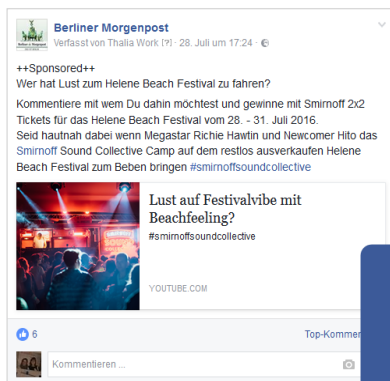 Berliner Morgenpost
Verfasst von Thalia Work [?] · 28. Juli um 17:24 ·
++Sponsored++
Wer hat Lust zum Helene Beach Festival zu fahren?
Kommentiere mit wem Du dahin möchtest und gewinne mit Smirnoff 2x2
Tickets für das Helene Beach Festival vom 28. - 31. Juli 2016.
Seid hautnah dabei wenn Megastar Richie Hawtin und Newcomer Hito das
Smirnoff Sound Collective Camp auf dem restlos ausverkaufen Helene
Beach Festival zum Beben bringen #smirnoffsoundcollective
Lust auf Festivalvibe mit
Beachfeeling?
#smirnoffsoundcollective
YOUTUBE.COM
6
Top-Kommen
Kommentieren ...